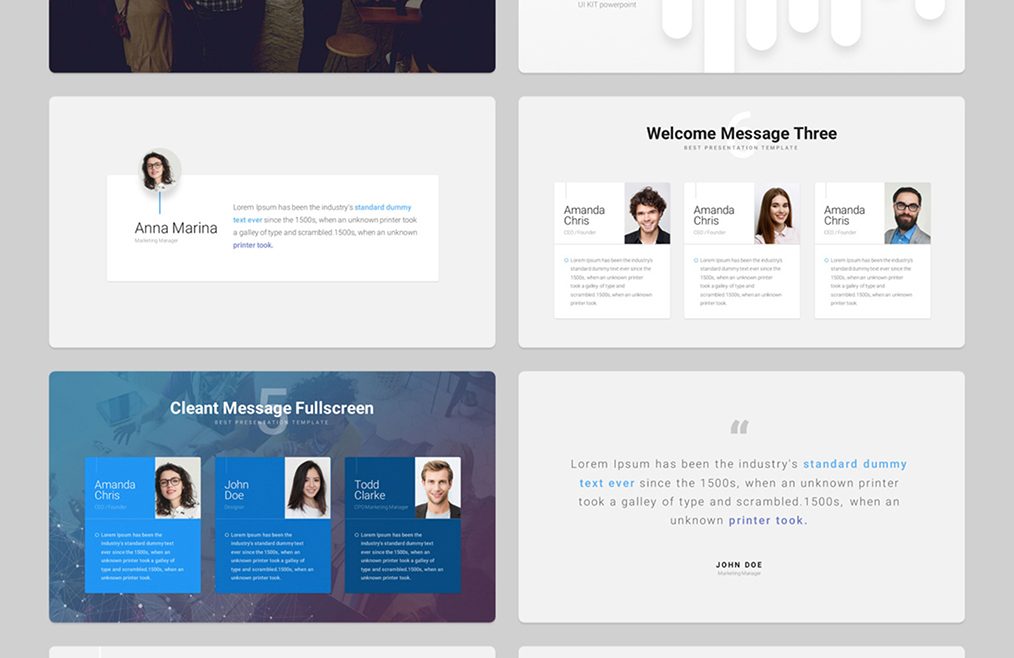 UI KIT powerpoint
Anna Marina
Marketing Manager
Lorem Ipsum has been the industry's standard dummy
text ever since the 1500s, when an unknown printer took
a galley of type and scrambled.1500s, when an unknown
printer took.
6
Welcome Message Three
BEST PRESENTATION TEMPLATE
Amanda
Chris
CEO / Founder
Lorem Ipsum has been the industry's
standard dummy text ever since the
1500s, when an unknown printer
took a galley of type and
scrambled.1500s, when an unknown
printer took.
Amanda
Chris
CEO / Founder
Lorem Ipsum has been the industry's
standard dummy text ever since the
1500s, when an unknown printer
took a galley of type and
scrambled.1500s, when an unknown
printer took.
Amanda
Chris
CEO / Founder
Lorem Ipsum has been the industry's
standard dummy text ever since the
1500s, when an unknown printer
took a galley of type and
scrambled.1500s, when an unknown
printer took.
5
Cleant Message Fullscreen
BEST PRESENTATION TEMPLATE
Amanda
Chris
CEO / Founder
Lorem Ipsum has been the
industry's standard dummy text
ever since the 1500s, when an
unknown printer took a galley of
type and scrambled.1500s, when an
unknown printer took.
John
Doe
Designer
Lorem Ipsum has been the
industry's standard dummy text
ever since the 1500s, when an
unknown printer took a galley of
type and scrambled.1500s, when an
unknown printer took.
Todd
Clarke
CFO Marketing Manager
Lorem Ipsum has been the
industry's standard dummy text
ever since the 1500s, when an
unknown printer took a galley of
type and scrambled.1500s, when an
unknown printer took.
“
Lorem Ipsum has been the industry's standard dummy
text ever since the 1500s, when an unknown printer
took a galley of type and scrambled.1500s, when an
unknown printer took.
JOHN DOE
Marketing Manager